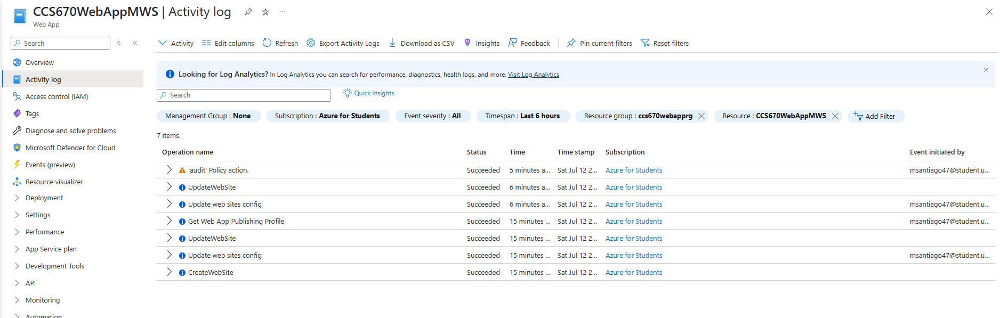 CCS670WebAppMWS | Activity log
Web App
Search
Overview
Activity log
Access control (IAM)
Tags
Diagnose and solve problems
Microsoft Defender for Cloud
Events (preview)
Resource visualizer
Deployment
Settings
Performance
App Service plan
Development Tools
API
Monitoring
Automation
Activity Edit columns Refresh Export Activity Logs Download as CSV Insights Feedback Pin current filters Reset filters
Looking for Log Analytics? In Log Analytics you can search for performance, diagnostics, health logs, and more. Visit Log Analytics
Search Quick Insights
Management Group : None Subscription : Azure for Students Event severity : All Timespan : Last 6 hours Resource group : ccs670webapprg Resource : CCS670WebAppMWS Add Filter
7 items.
Operation name Status Time Time stamp Subscription Event initiated by
'audit' Policy action. Succeeded 5 minutes a... Sat Jul 12 2... Azure for Students msantiago47@student.u...
UpdateWebSite Succeeded 6 minutes a... Sat Jul 12 2... Azure for Students
Update web sites config Succeeded 6 minutes a... Sat Jul 12 2... Azure for Students msantiago47@student.u...
Get Web App Publishing Profile Succeeded 15 minutes ... Sat Jul 12 2... Azure for Students msantiago47@student.u...
UpdateWebSite Succeeded 15 minutes ... Sat Jul 12 2... Azure for Students
Update web sites config Succeeded 15 minutes ... Sat Jul 12 2... Azure for Students msantiago47@student.u...
CreateWebSite Succeeded 15 minutes ... Sat Jul 12 2... Azure for Students